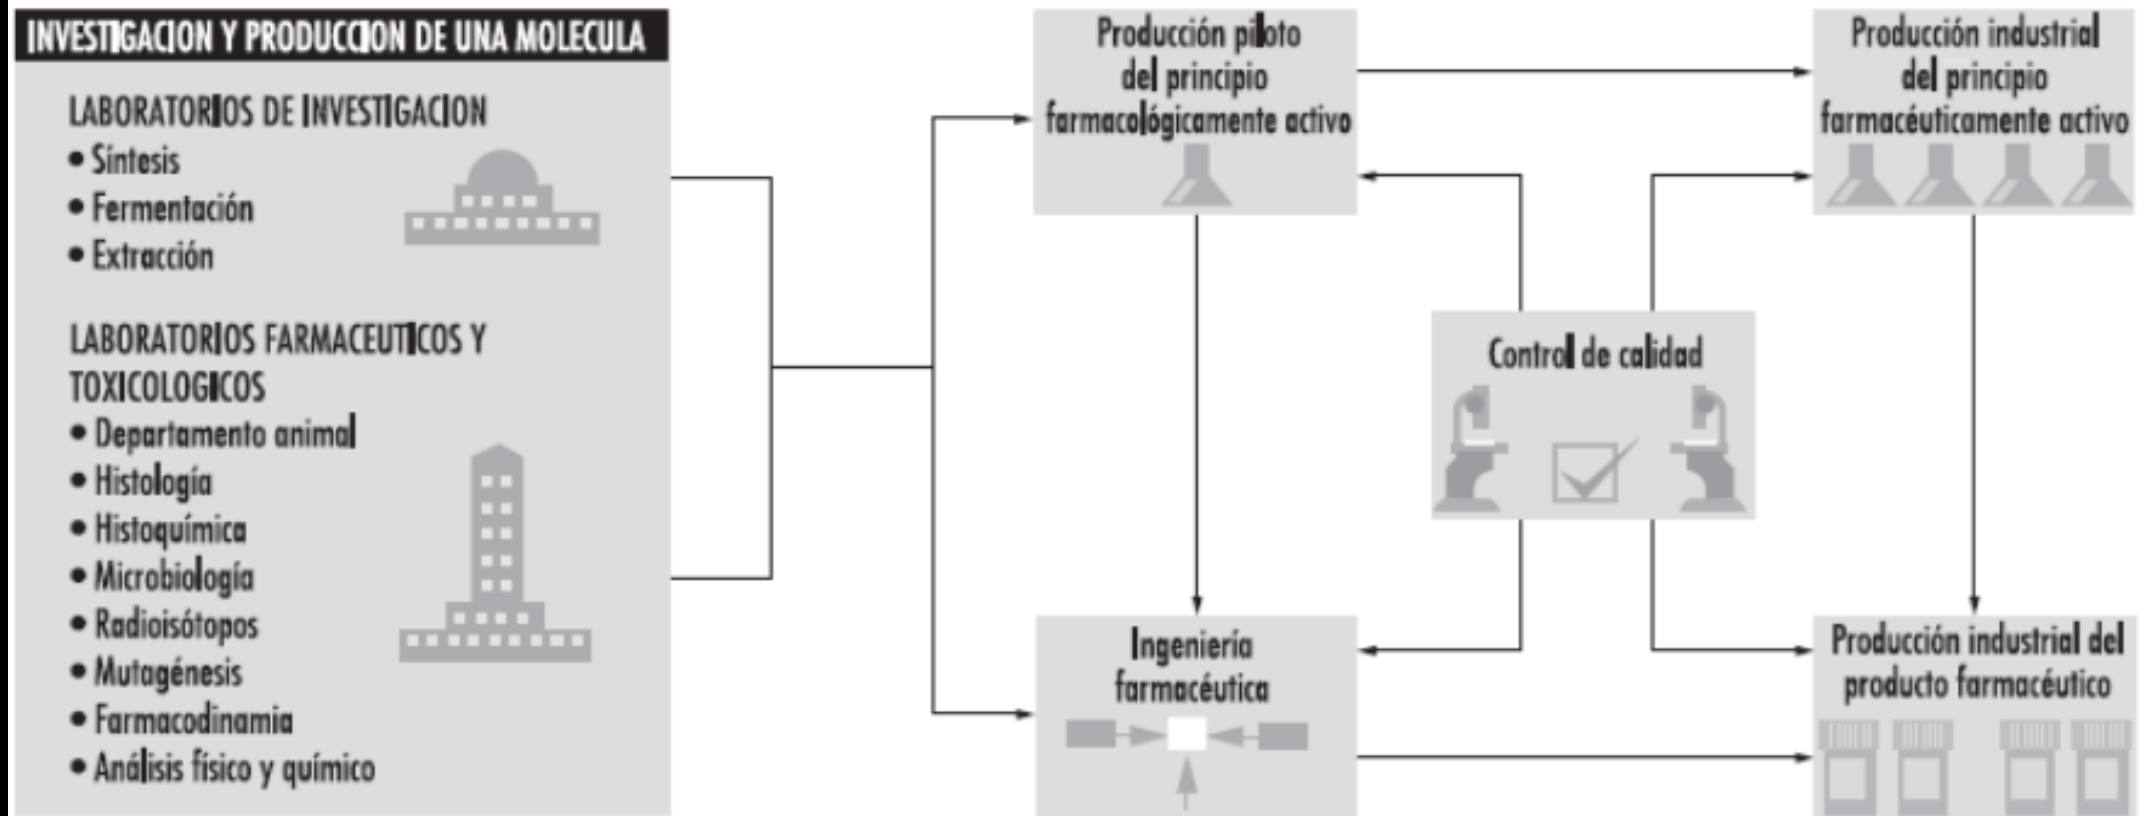 INVESTIGACION Y PRODUCCION DE UNA MOLECULA
LABORATORIOS DE INVESTIGACION
• Síntesis
• Fermentación
• Extracción
LABORATORIOS FARMACEUTICOS Y
TOXICOLOGICOS
• Departamento animal
• Histología
• Histoquímica
• Microbiología
• Radioisótopos
• Mutagénesis
• Farmacodinamia
• Análisis físico y químico
Producción piloto
del principio
farmacológicamente activo
Producción industrial
del principio
farmacéuticamente activo
Control de calidad
Ingeniería
farmacéutica
Producción industrial del
producto farmacéutico